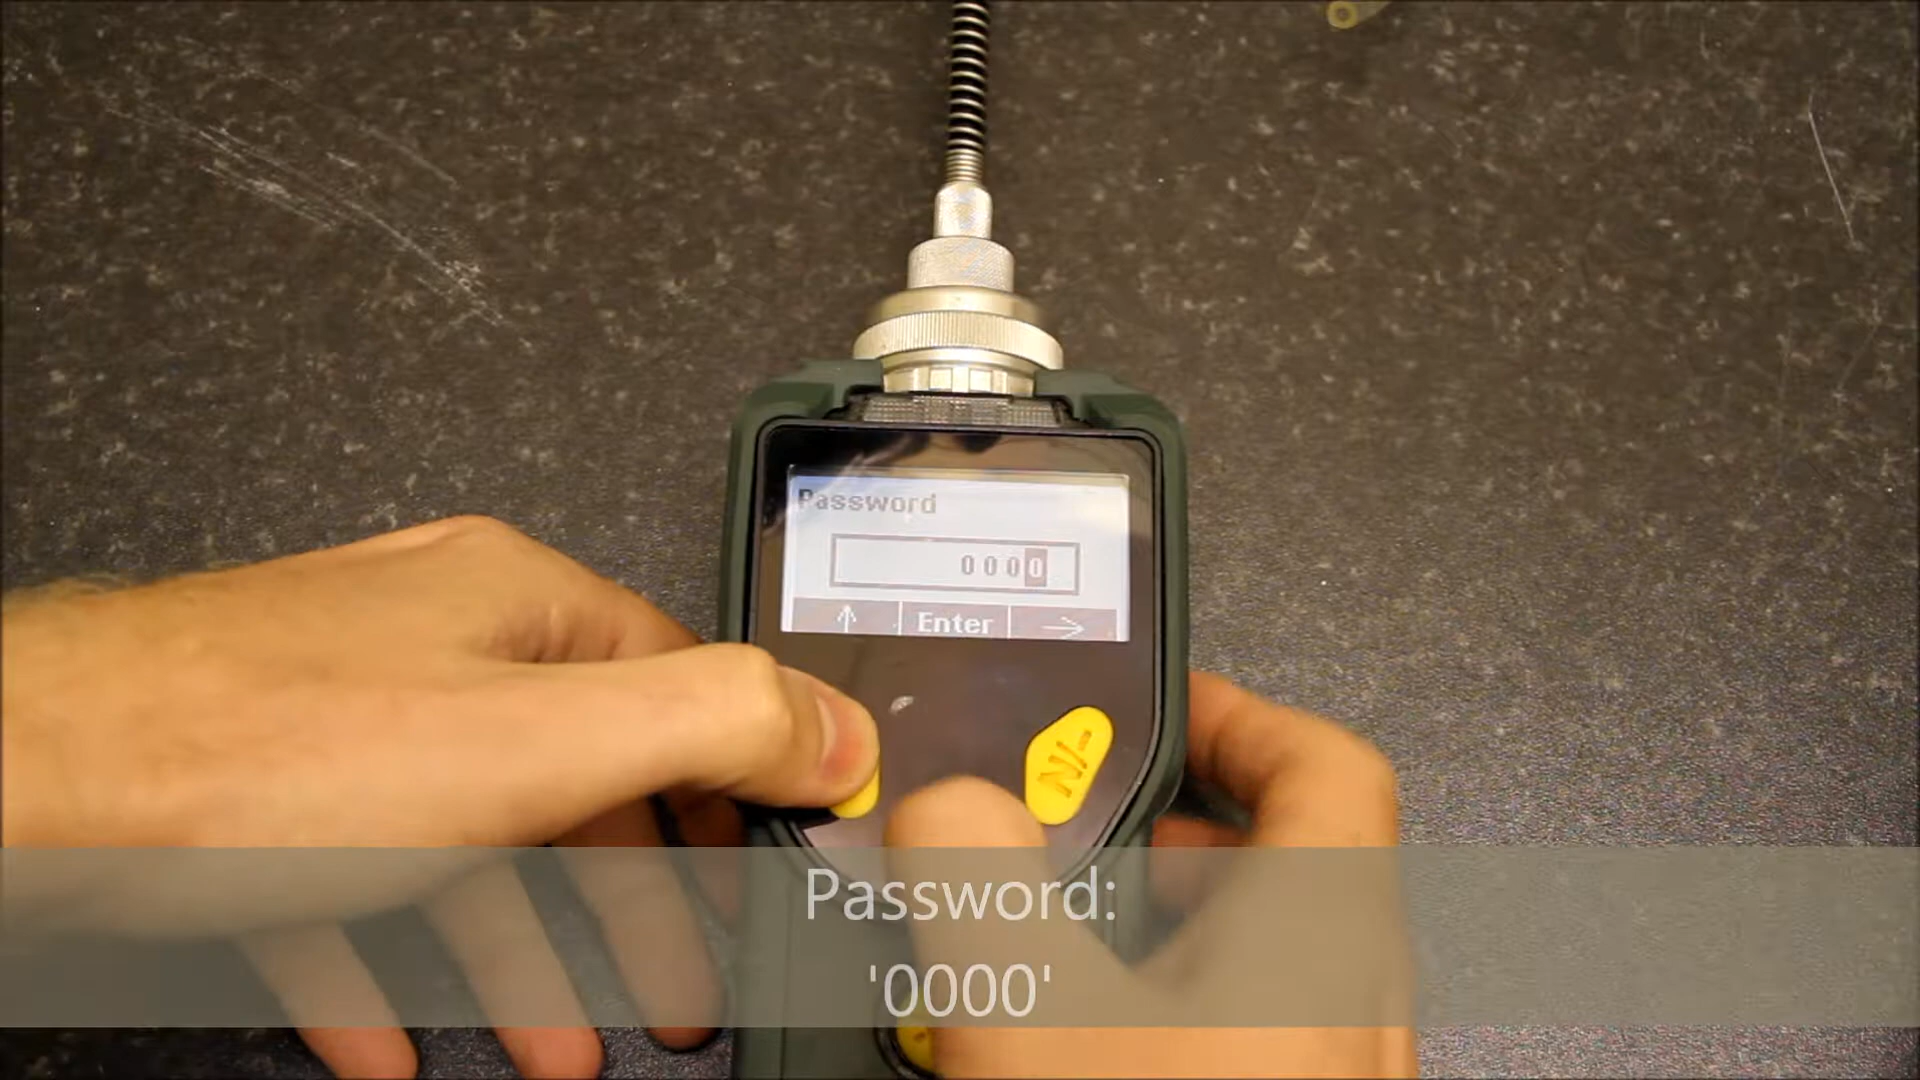 Password
0000
↑ Enter →
N/-
Password:
'0000'